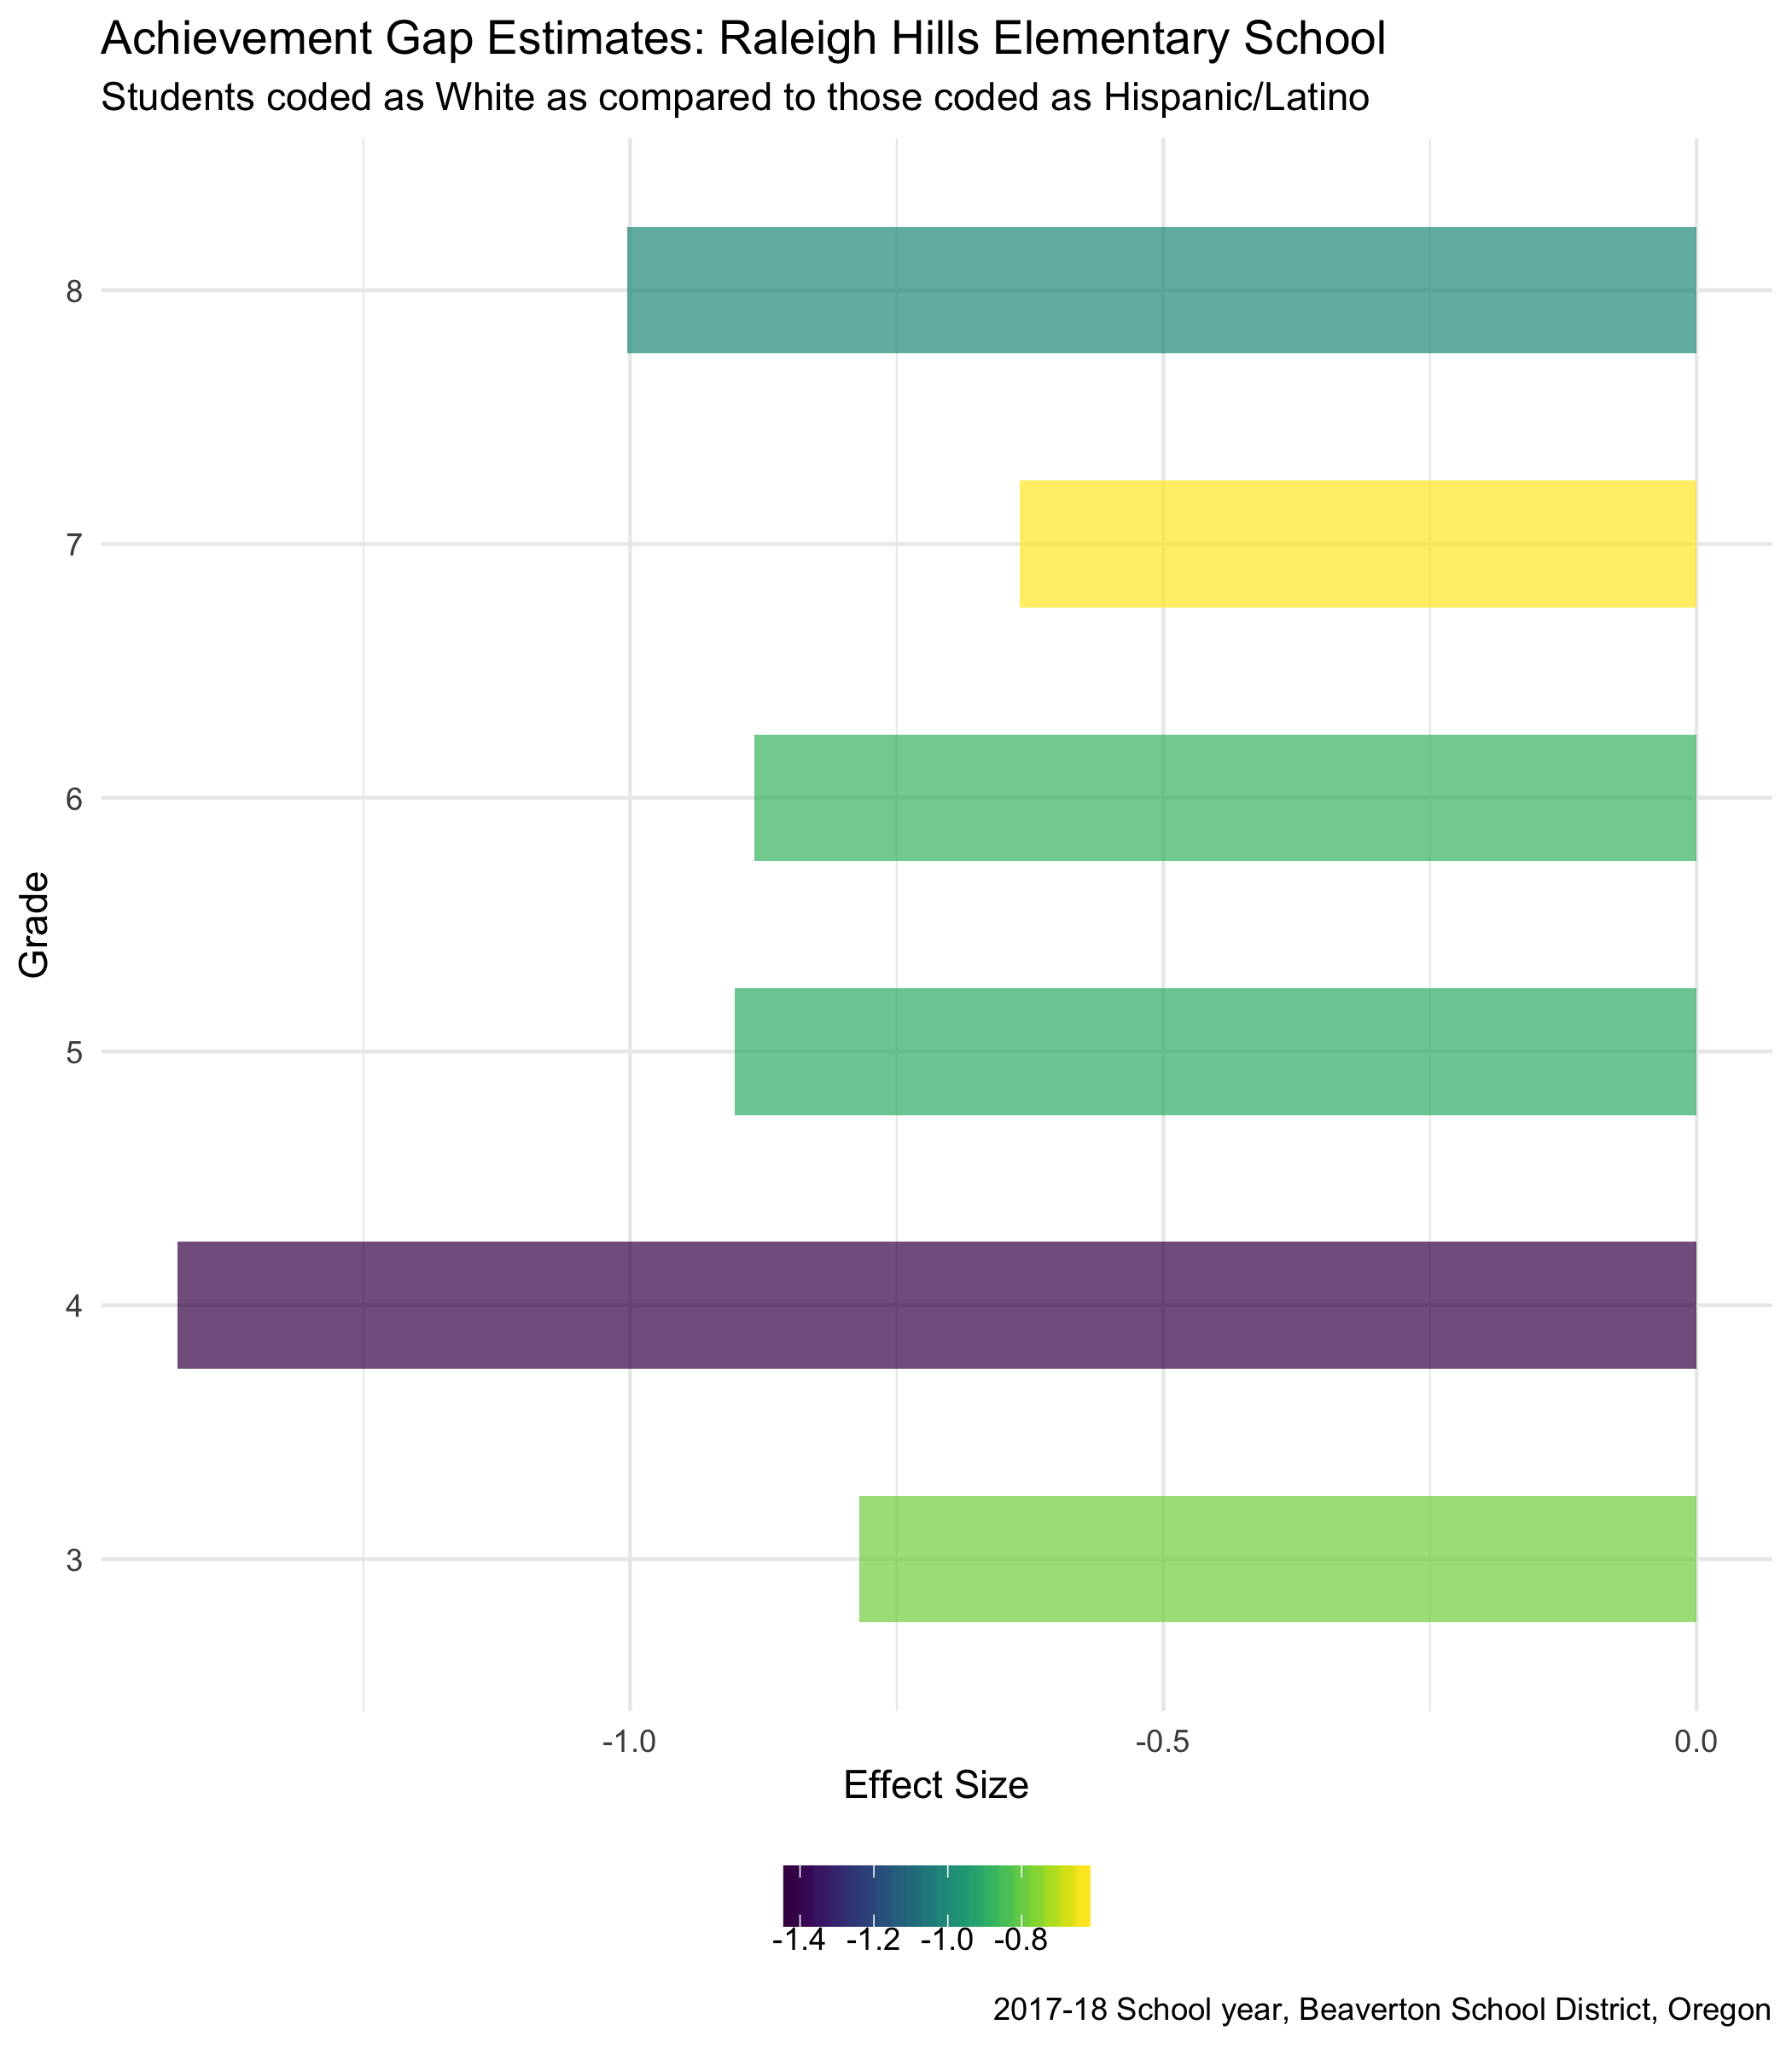 Achievement Gap Estimates: Raleigh Hills Elementary School
Students coded as White as compared to those coded as Hispanic/Latino
8
7
6
5
4
3
Grade
-1.0 -0.5 0.0
Effect Size
-1.4 -1.2 -1.0 -0.8
2017-18 School year, Beaverton School District, Oregon